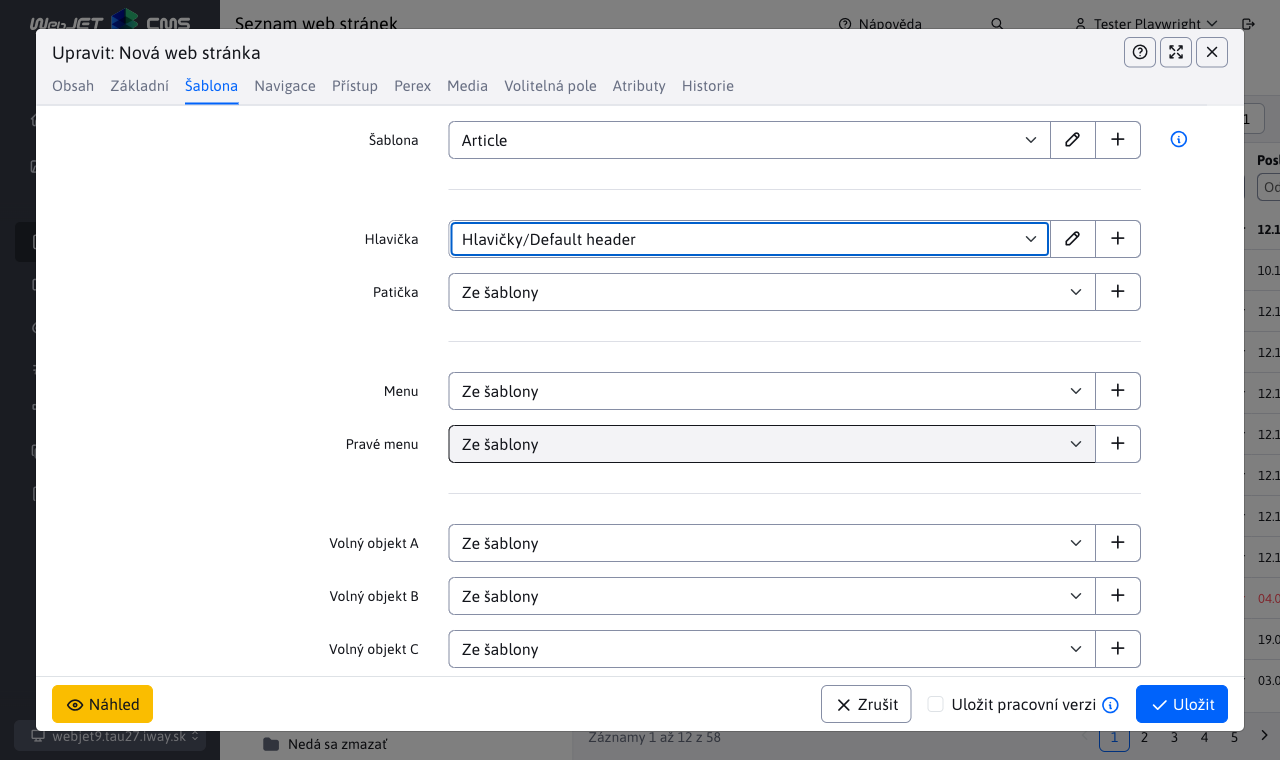 WebJET CMS
Seznam web stránek
Nápověda
Tester Playwright
Upravit: Nová web stránka
Obsah Základní Šablona Navigace Přístup Perex Media Volitelná pole Atributy Historie
Šablona Article
Hlavička Hlavičky/Default header
Patička Ze šablony
Menu Ze šablony
Pravé menu Ze šablony
Volný objekt A Ze šablony
Volný objekt B Ze šablony
Volný objekt C Ze šablony
Náhled Zrušit Uložit pracovní verzi Uložit
1
Pos
Od
12.1
10.1
12.1
12.1
12.1
12.1
12.1
12.1
12.1
04.0
19.0
03.0
webjet9.tau27.iway.sk
Nedá sa zmazať
Záznamy 1 až 12 z 58
1 2 3 4 5